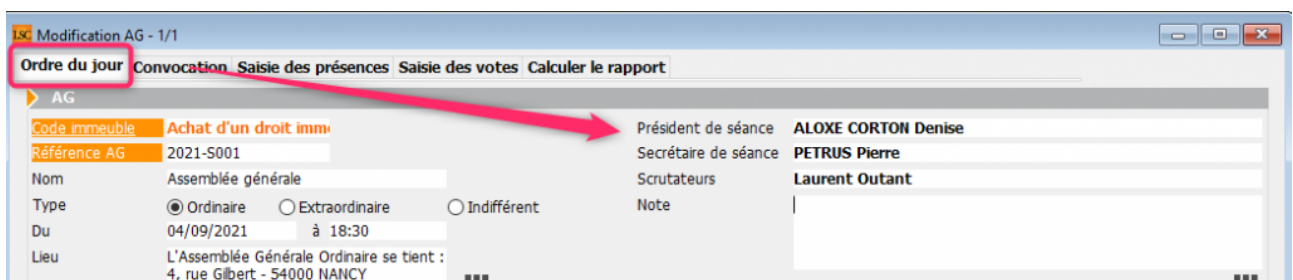 LSC Modification AG - 1/1
Ordre du jour Convocation Saisie des présences Saisie des votes Calculer le rapport
AG
Code immeuble Achat d'un droit imm
Président de séance ALOXE CORTON Denise
Référence AG 2021-S001
Secrétaire de séance PETRUS Pierre
Nom Assemblée générale
Scrutateurs Laurent Outant
Type Ordinaire Extraordinaire Indifférent
Note
Du 04/09/2021 à 18:30
Lieu L'Assemblée Générale Ordinaire se tient :
4, rue Gilbert - 54000 NANCY